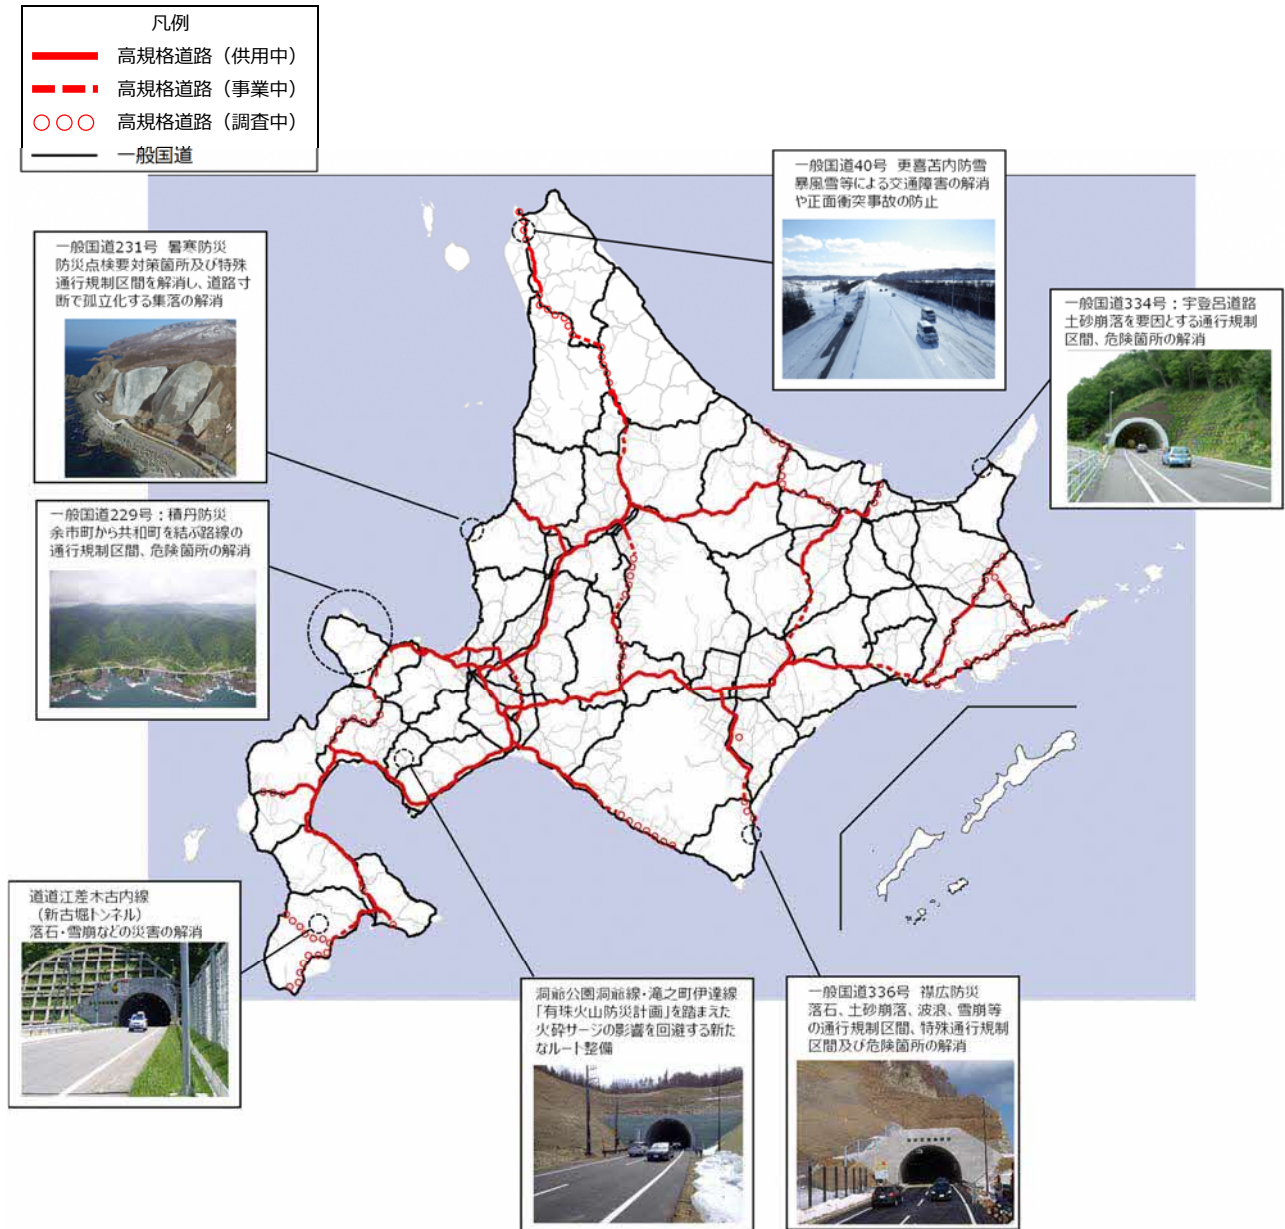 凡例
高規格道路（供用中）
高規格道路（事業中）
高規格道路（調査中）
一般国道
一般国道40号　更喜苫内防雪
暴風雪等による交通障害の解消
や正面衝突事故の防止
一般国道231号　暑寒防災
防災点検要対策箇所及び特殊
通行規制区間を解消し、道路寸
断で孤立化する集落の解消
一般国道334号：宇登呂道路
土砂崩落を要因とする通行規制
区間、危険箇所の解消
一般国道229号：積丹防災
余市町から共和町を結ぶ路線の
通行規制区間、危険箇所の解消
道道江差木古内線
（新古堀トンネル）
落石・雪崩などの災害の解消
洞爺公園洞爺線・滝之町伊達線
「有珠火山防災計画」を踏まえた
火砕サージの影響を回避する新た
なルート整備
一般国道336号　襟広防災
落石、土砂崩落、波浪、雪崩等
の通行規制区間、特殊通行規制
区間及び危険箇所の解消